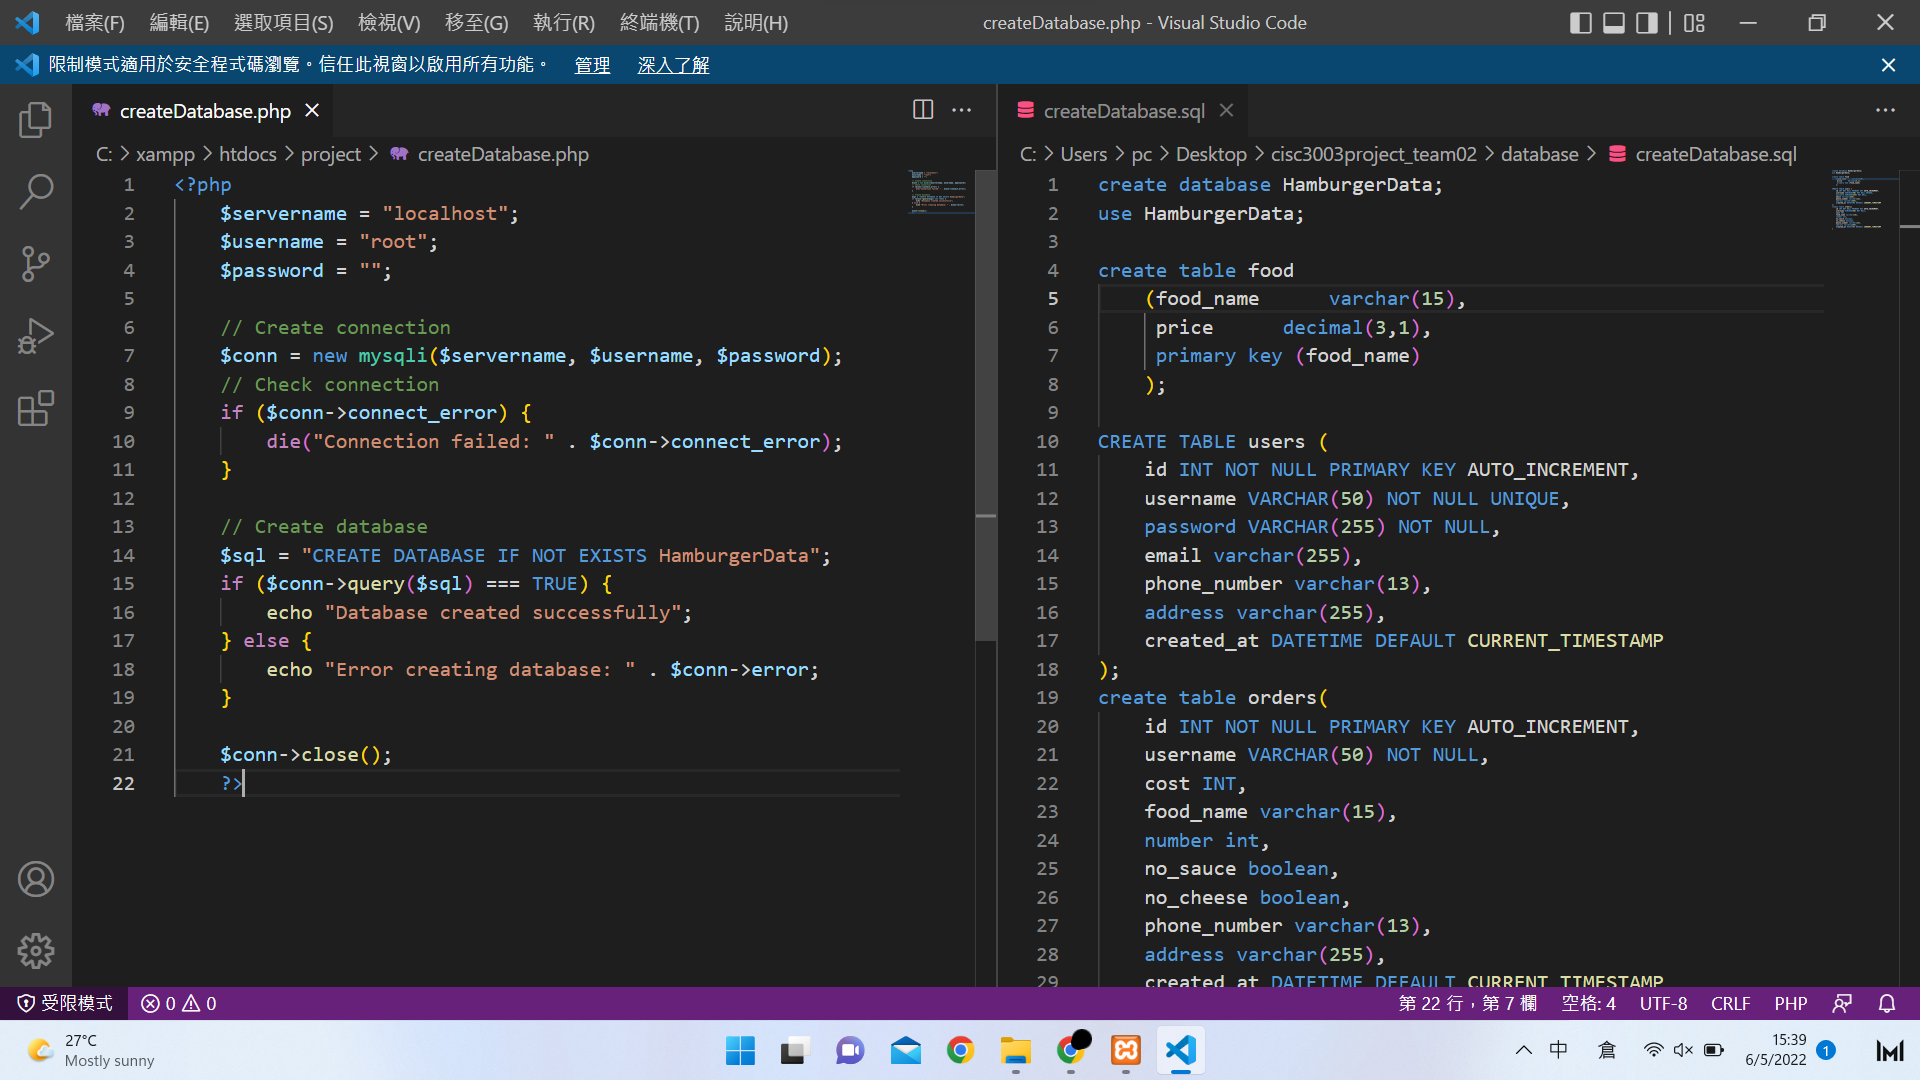 檔案(F) 編輯(E) 選取項目(S) 檢視(V) 移至(G) 執行(R) 終端機(T) 說明(H) createDatabase.php - Visual Studio Code
限制模式適用於安全程式碼瀏覽。信任此視窗以啟用所有功能。 管理 深入了解
createDatabase.php
C: > xampp > htdocs > project > createDatabase.php
1 <?php
2 $servername = "localhost";
3 $username = "root";
4 $password = "";
5
6 // Create connection
7 $conn = new mysqli($servername, $username, $password);
8 // Check connection
9 if ($conn->connect_error) {
10 die("Connection failed: " . $conn->connect_error);
11 }
12
13 // Create database
14 $sql = "CREATE DATABASE IF NOT EXISTS HamburgerData";
15 if ($conn->query($sql) === TRUE) {
16 echo "Database created successfully";
17 } else {
18 echo "Error creating database: " . $conn->error;
19 }
20
21 $conn->close();
22 ?>
createDatabase.sql
C: > Users > pc > Desktop > cisc3003project_team02 > database > createDatabase.sql
1 create database HamburgerData;
2 use HamburgerData;
3
4 create table food
5 (food_name varchar(15),
6 price decimal(3,1),
7 primary key (food_name)
8 );
9
10 CREATE TABLE users (
11 id INT NOT NULL PRIMARY KEY AUTO_INCREMENT,
12 username VARCHAR(50) NOT NULL UNIQUE,
13 password VARCHAR(255) NOT NULL,
14 email varchar(255),
15 phone_number varchar(13),
16 address varchar(255),
17 created_at DATETIME DEFAULT CURRENT_TIMESTAMP
18 );
19 create table orders(
20 id INT NOT NULL PRIMARY KEY AUTO_INCREMENT,
21 username VARCHAR(50) NOT NULL,
22 cost INT,
23 food_name varchar(15),
24 number int,
25 no_sauce boolean,
26 no_cheese boolean,
27 phone_number varchar(13),
28 address varchar(255),
29 created_at DATETIME DEFAULT CURRENT_TIMESTAMP
受限模式 0 0 第 22 行，第 7 欄 空格: 4 UTF-8 CRLF PHP
27°C
Mostly sunny
中 倉
15:39
6/5/2022 1